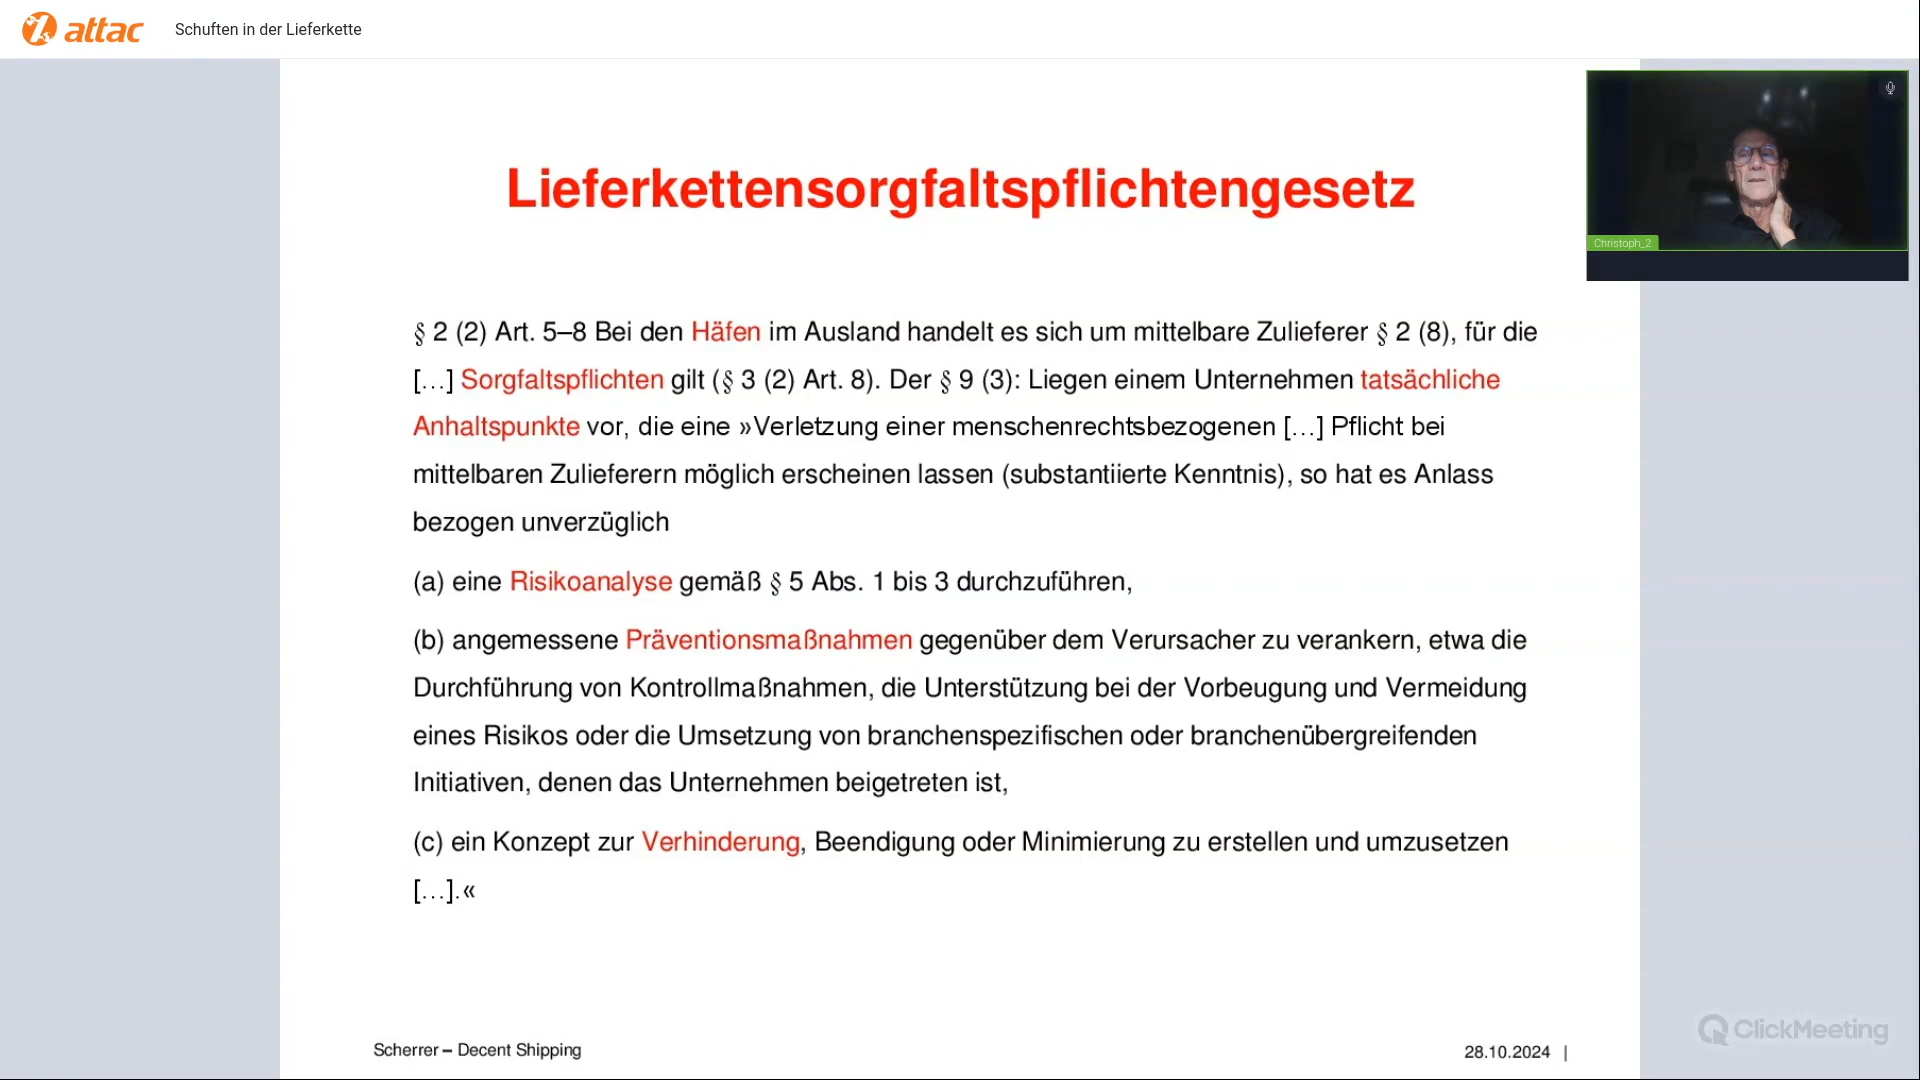 attac
Schuften in der Lieferkette
Lieferkettensorgfaltspflichtengesetz
Christoph_2
§ 2 (2) Art. 5–8 Bei den Häfen im Ausland handelt es sich um mittelbare Zulieferer § 2 (8), für die
[…] Sorgfaltspflichten gilt (§ 3 (2) Art. 8). Der § 9 (3): Liegen einem Unternehmen tatsächliche
Anhaltspunkte vor, die eine »Verletzung einer menschenrechtsbezogenen […] Pflicht bei
mittelbaren Zulieferern möglich erscheinen lassen (substantiierte Kenntnis), so hat es Anlass
bezogen unverzüglich
(a) eine Risikoanalyse gemäß § 5 Abs. 1 bis 3 durchzuführen,
(b) angemessene Präventionsmaßnahmen gegenüber dem Verursacher zu verankern, etwa die
Durchführung von Kontrollmaßnahmen, die Unterstützung bei der Vorbeugung und Vermeidung
eines Risikos oder die Umsetzung von branchenspezifischen oder branchenübergreifenden
Initiativen, denen das Unternehmen beigetreten ist,
(c) ein Konzept zur Verhinderung, Beendigung oder Minimierung zu erstellen und umzusetzen
[…].«
Scherrer – Decent Shipping
28.10.2024 |
ClickMeeting